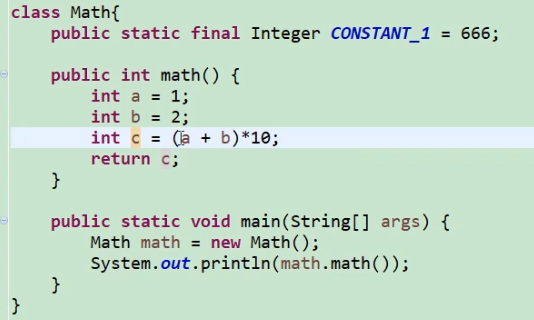 class Math{
public static final Integer CONSTANT_1 = 666;
public int math() {
int a = 1;
int b = 2;
int c = (a + b)*10;
return c;
}
public static void main(String[] args) {
Math math = new Math();
System.out.println(math.math());
}
}